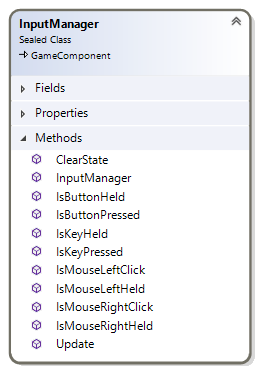 InputManager
Sealed Class
GameComponent
Fields
Properties
Methods
ClearState
InputManager
IsButtonHeld
IsButtonPressed
IsKeyHeld
IsKeyPressed
IsMouseLeftClick
IsMouseLeftHeld
IsMouseRightClick
IsMouseRightHeld
Update